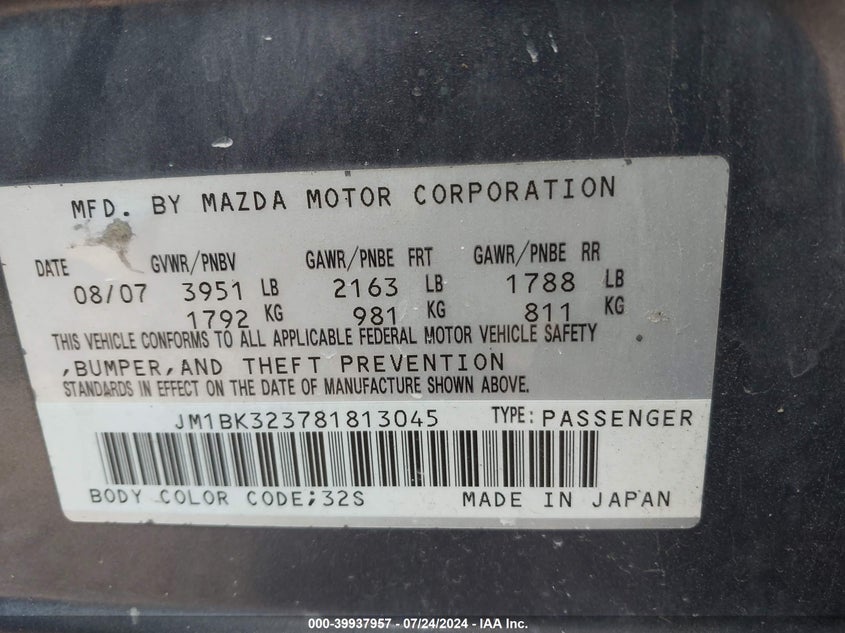 MFD. BY MAZDA MOTOR CORPORATION
DATE GVWR/PNBV GAWR/PNBE FRT GAWR/PNBE RR
08/07 3951 LB 2163 LB 1788 LB
1792 KG 981 KG 811 KG
THIS VEHICLE CONFORMS TO ALL APPLICABLE FEDERAL MOTOR VEHICLE SAFETY
,BUMPER,AND THEFT PREVENTION
STANDARDS IN EFFECT ON THE DATE OF MANUFACTURE SHOWN ABOVE.
JM1BK323781813045 TYPE: PASSENGER
BODY COLOR CODE;32S MADE IN JAPAN
000-39937957 - 07/24/2024 - IAA Inc.